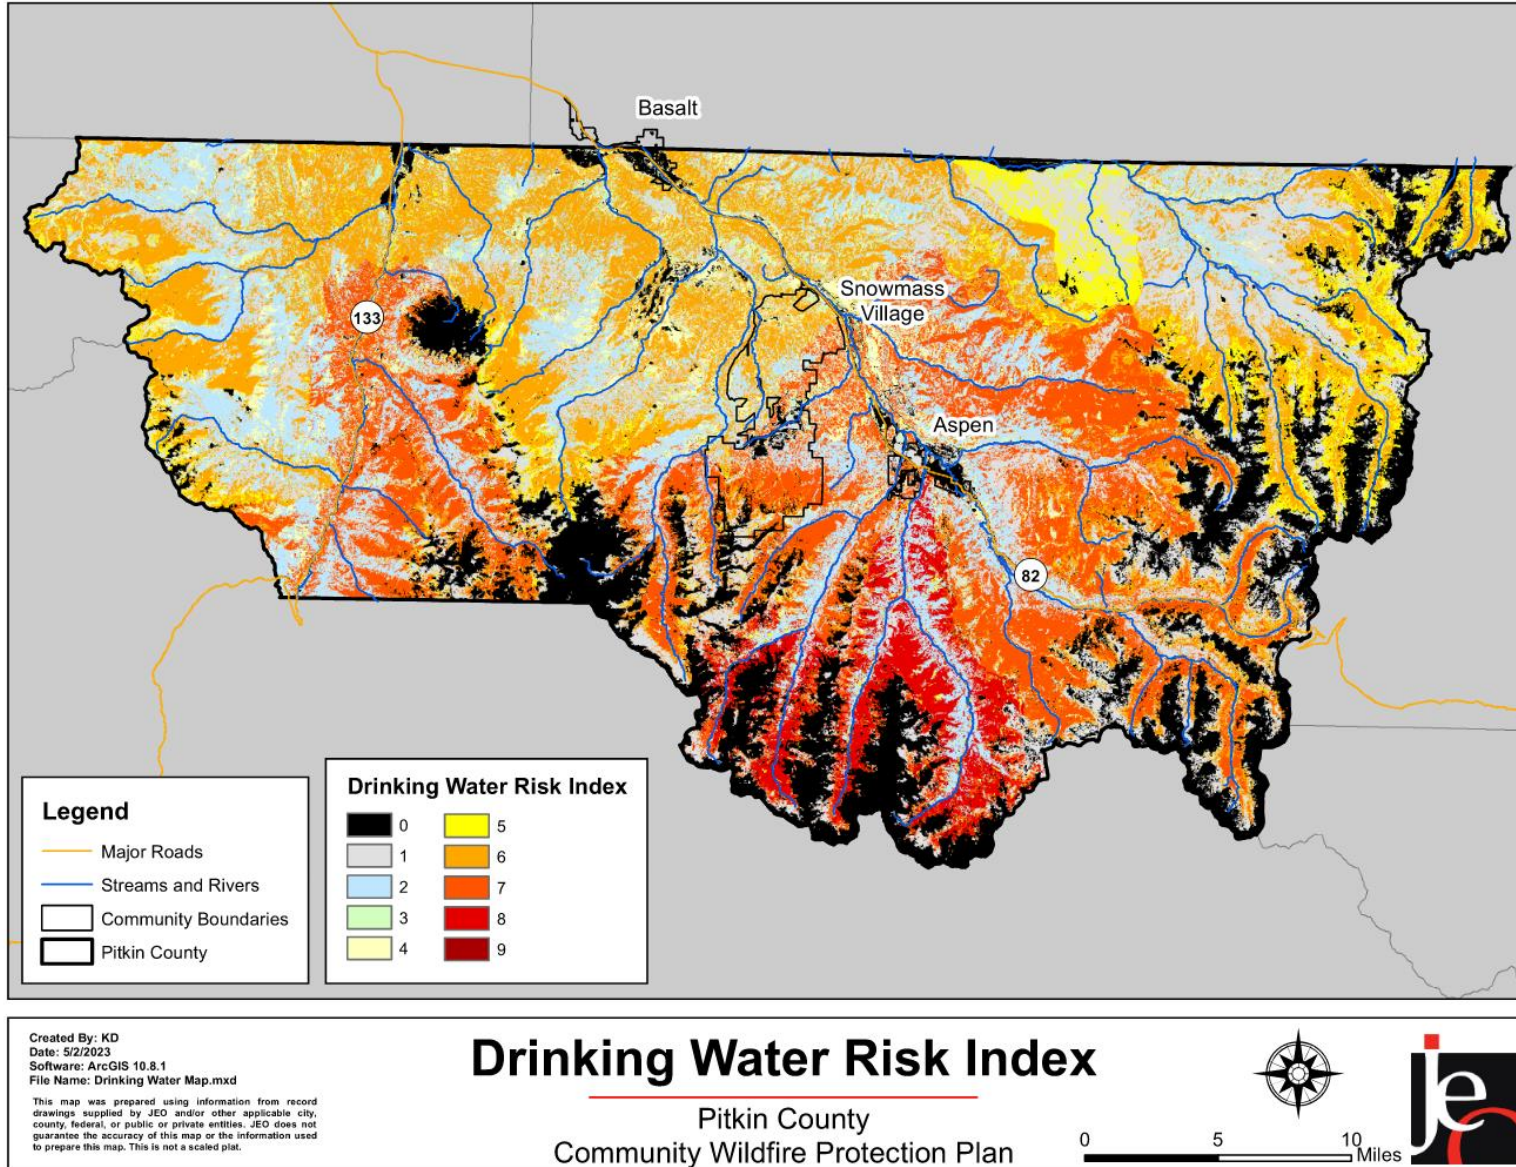 Basalt
133
Snowmass
Village
Aspen
82
Legend
Major Roads
Streams and Rivers
Community Boundaries
Pitkin County
Drinking Water Risk Index
0
5
1
6
2
7
3
8
4
9
Created By: KD
Date: 5/2/2023
Software: ArcGIS 10.8.1
File Name: Drinking Water Map.mxd
This map was prepared using information from record
drawings supplied by JEO and/or other applicable city,
county, federal, or public or private entities. JEO does not
guarantee the accuracy of this map or the information used
to prepare this map. This is not a scaled plat.
Drinking Water Risk Index
Pitkin County
Community Wildfire Protection Plan
0 5 10 Miles
jeo